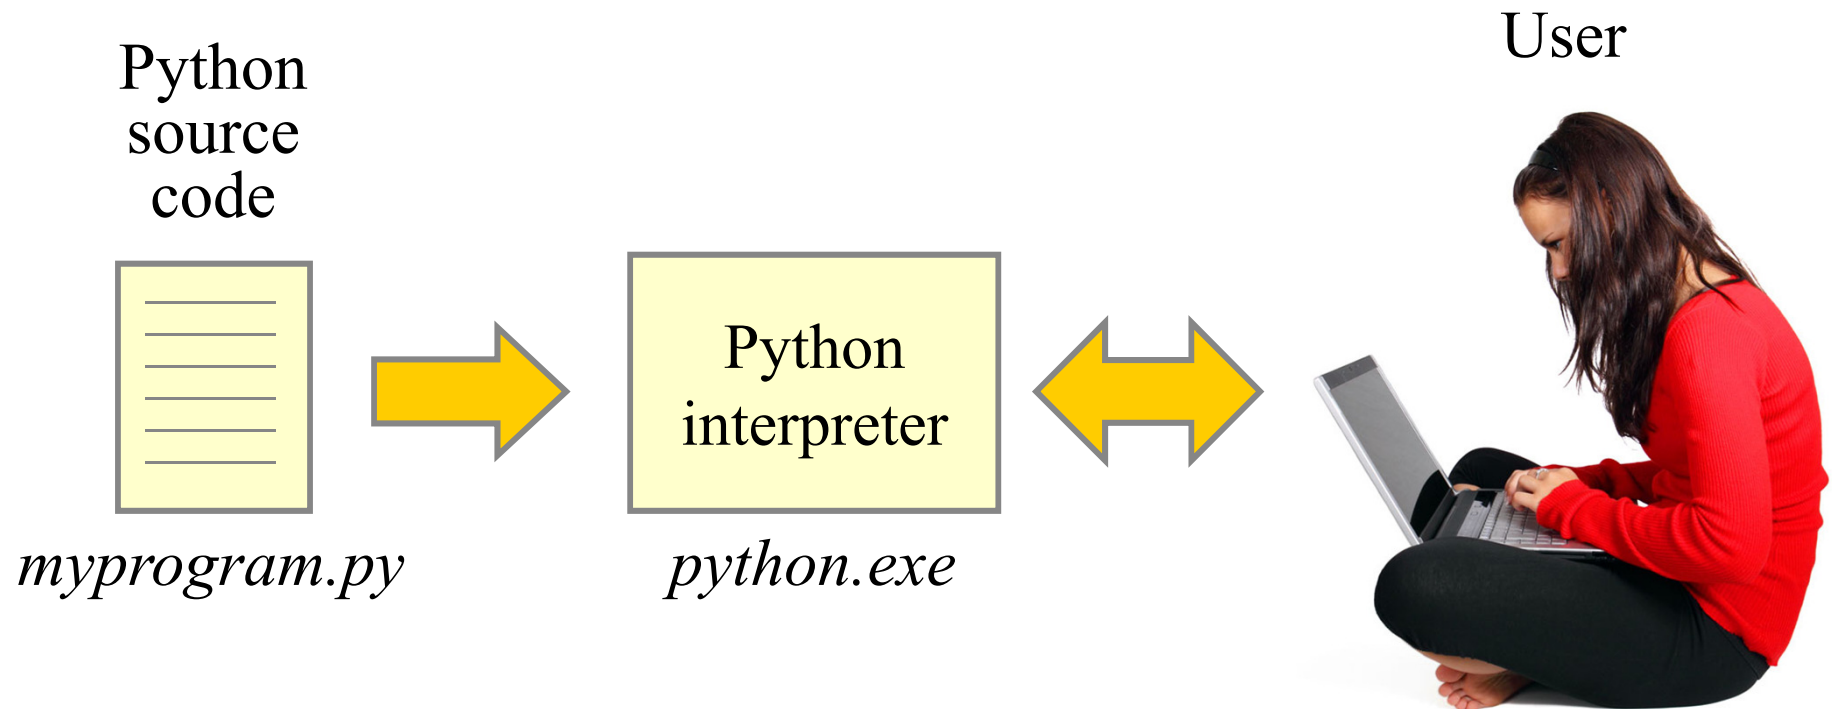 Python
source
code
myprogram.py
Python
interpreter
python.exe
User